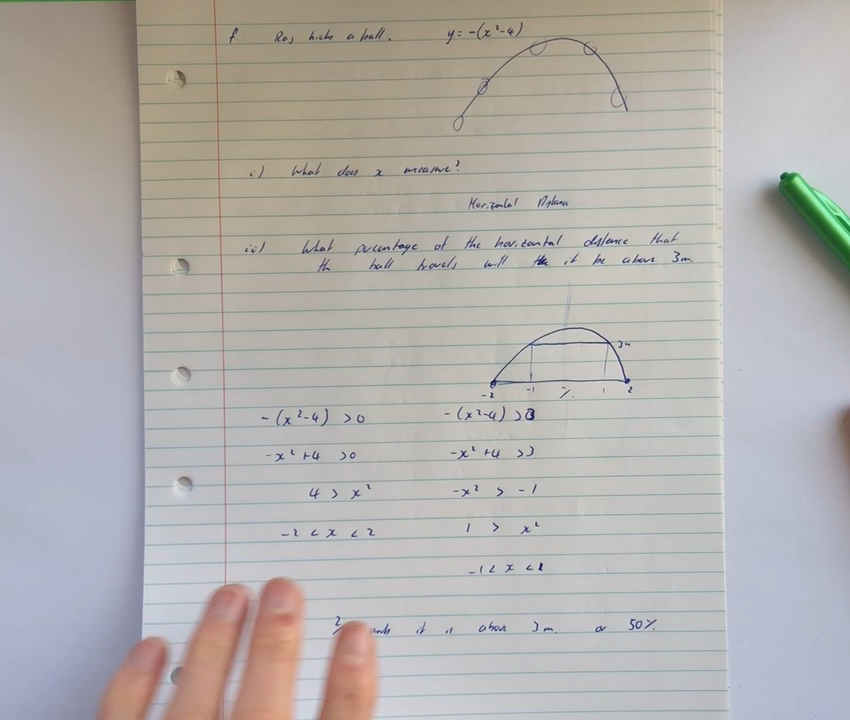 f Raj kicks a ball. y = -(x²-4)
i) What does x measure?
Horizontal Distance
ii) What percentage of the horizontal distance that
the ball travels will it be above 3m.
3m
-2 -1 1 2
-(x²-4) >0 -(x²-4) >3
-x²+4 >0 -x²+4 >3
4 > x² -x² > -1
-2 < x < 2 1 > x²
-1 < x < 1
it is above 3m. or 50%.